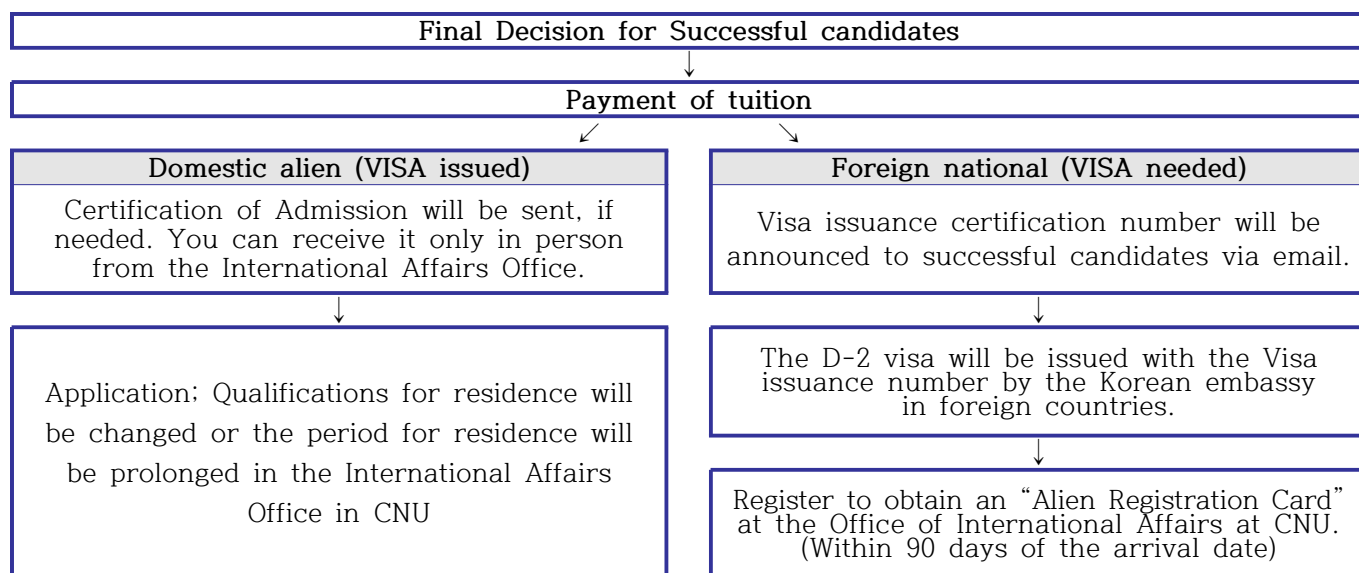 Final Decision for Successful candidates
↓
Payment of tuition
↙ ↘
Domestic alien (VISA issued)
Certification of Admission will be sent, if
needed. You can receive it only in person
from the International Affairs Office.
↓
Application; Qualifications for residence will
be changed or the period for residence will
be prolonged in the International Affairs
Office in CNU
Foreign national (VISA needed)
Visa issuance certification number will be
announced to successful candidates via email.
↓
The D-2 visa will be issued with the Visa
issuance number by the Korean embassy
in foreign countries.
↓
Register to obtain an “Alien Registration Card”
at the Office of International Affairs at CNU.
(Within 90 days of the arrival date)